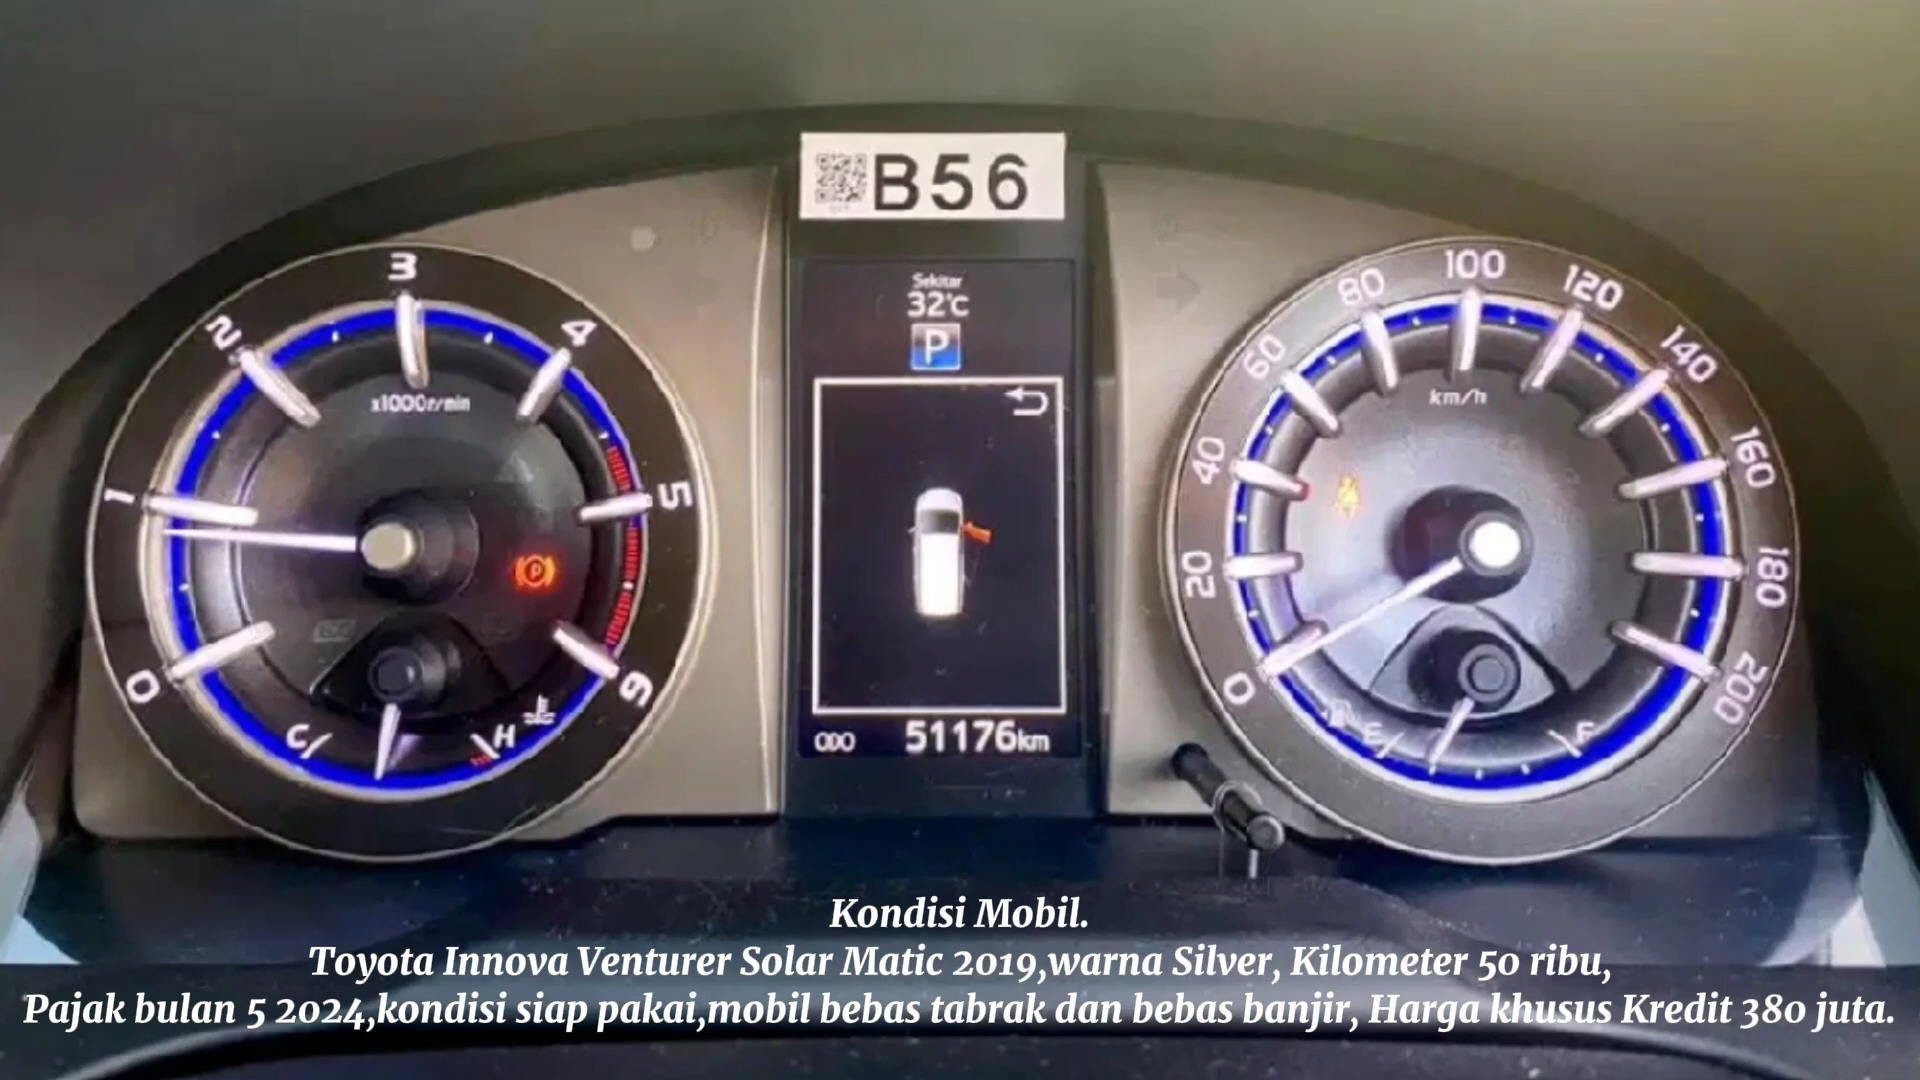 B56
Sekitar
32°C
P
3
2
4
1
5
0
6
x1000r/min
P
C
H
ODO 51176km
100
80
120
60
140
40
160
20
180
0
200
km/h
E
F
Kondisi Mobil.
Toyota Innova Venturer Solar Matic 2019,warna Silver, Kilometer 50 ribu,
Pajak bulan 5 2024,kondisi siap pakai,mobil bebas tabrak dan bebas banjir, Harga khusus Kredit 380 juta.